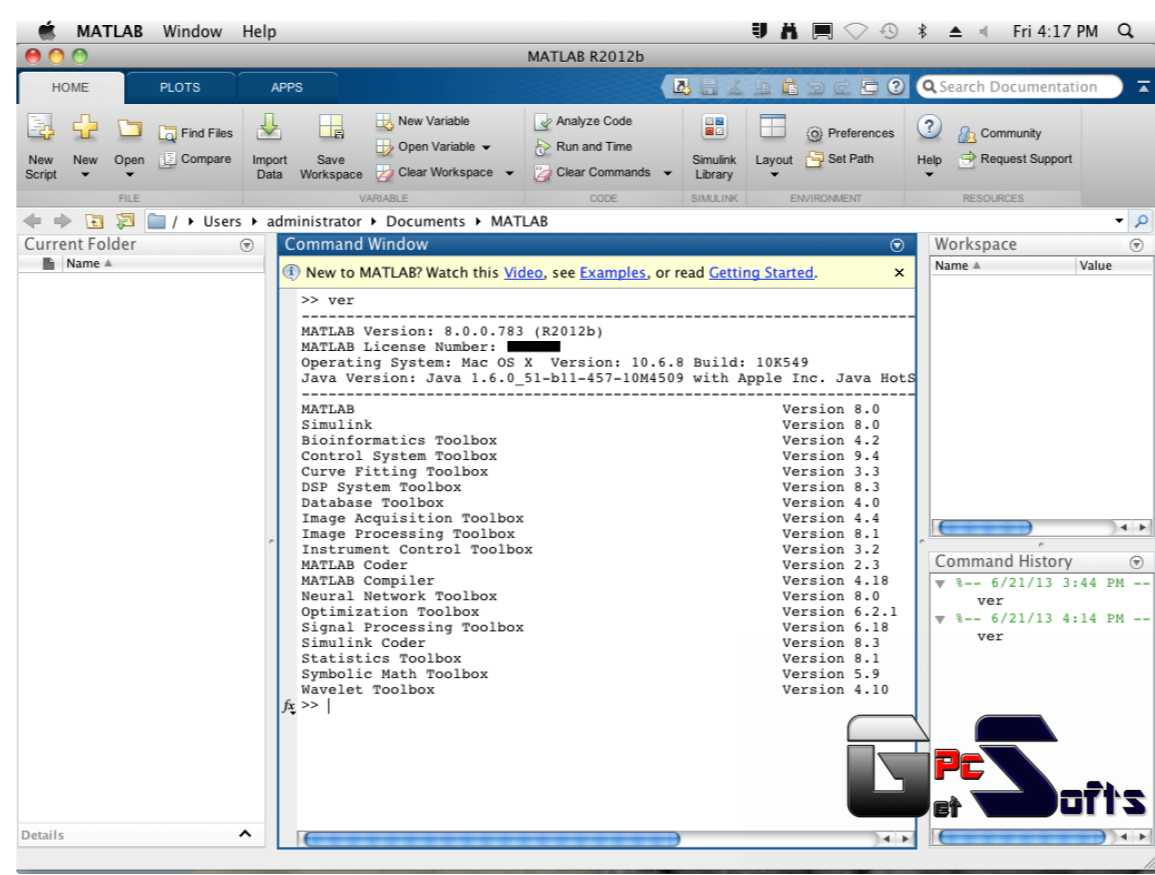 MATLAB Window Help
Fri 4:17 PM
MATLAB R2012b
HOME PLOTS APPS
Search Documentation
New Script
New
Open
Find Files
Compare
Import Data
Save Workspace
New Variable
Open Variable
Clear Workspace
Analyze Code
Run and Time
Clear Commands
Simulink Library
Layout
Preferences
Set Path
Help
Community
Request Support
FILE VARIABLE CODE SIMULINK ENVIRONMENT RESOURCES
/ Users administrator Documents MATLAB
Current Folder
Name
Details
Command Window
New to MATLAB? Watch this Video, see Examples, or read Getting Started.
>> ver
MATLAB Version: 8.0.0.783 (R2012b)
MATLAB License Number:
Operating System: Mac OS X Version: 10.6.8 Build: 10K549
Java Version: Java 1.6.0_51-b11-457-10M4509 with Apple Inc. Java HotS
MATLAB Version 8.0
Simulink Version 8.0
Bioinformatics Toolbox Version 4.2
Control System Toolbox Version 9.4
Curve Fitting Toolbox Version 3.3
DSP System Toolbox Version 8.3
Database Toolbox Version 4.0
Image Acquisition Toolbox Version 4.4
Image Processing Toolbox Version 8.1
Instrument Control Toolbox Version 3.2
MATLAB Coder Version 2.3
MATLAB Compiler Version 4.18
Neural Network Toolbox Version 8.0
Optimization Toolbox Version 6.2.1
Signal Processing Toolbox Version 6.18
Simulink Coder Version 8.3
Statistics Toolbox Version 8.1
Symbolic Math Toolbox Version 5.9
Wavelet Toolbox Version 4.10
fx >>
Workspace
Name Value
Command History
%-- 6/21/13 3:44 PM --
ver
%-- 6/21/13 4:14 PM --
ver
Get Pc Softs